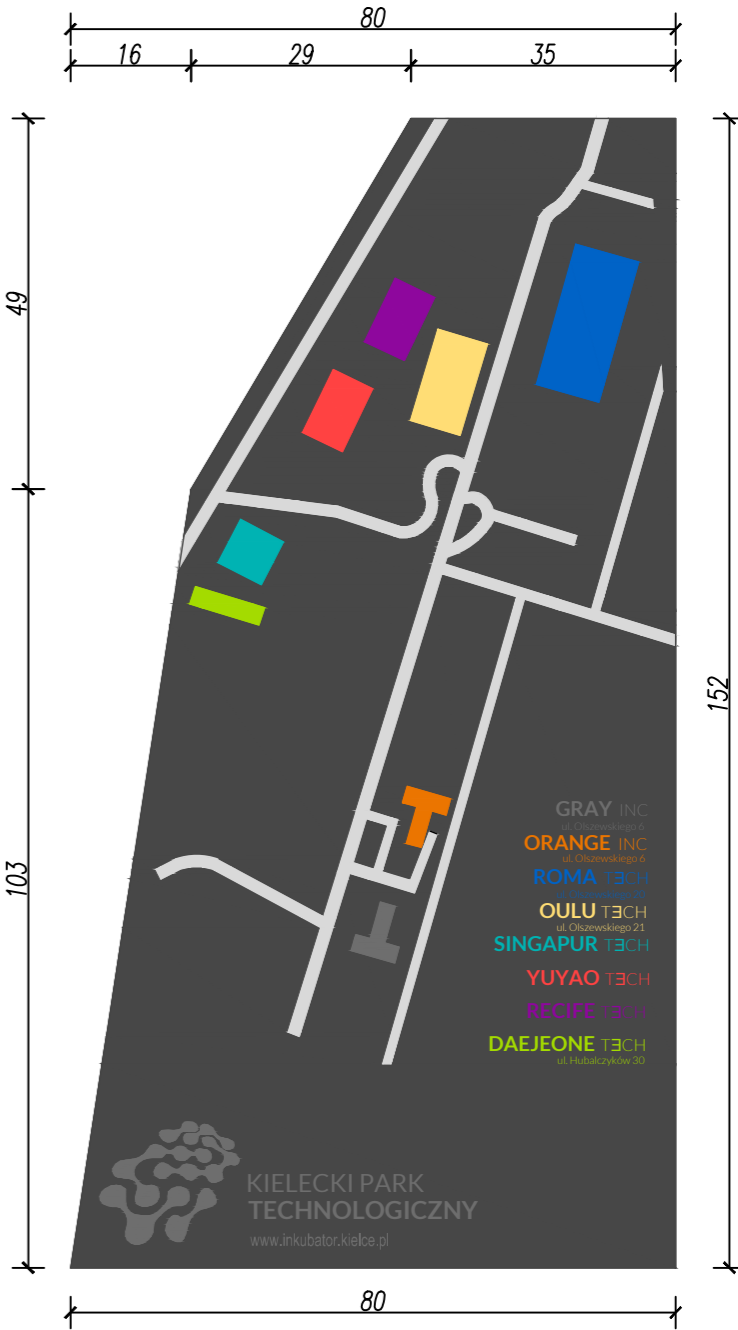 80
16
29
35
49
152
103
GRAY INC
ul. Olszewskiego 6
ORANGE INC
ul. Olszewskiego 6
ROMA TECH
OULU TECH
ul. Olszewskiego 21
SINGAPUR TECH
YUYAO TECH
RECIFE TECH
DAEJEONE TECH
ul. Hubalczyków 30
KIELECKI PARK
TECHNOLOGICZNY
www.inkubator.kielce.pl
80